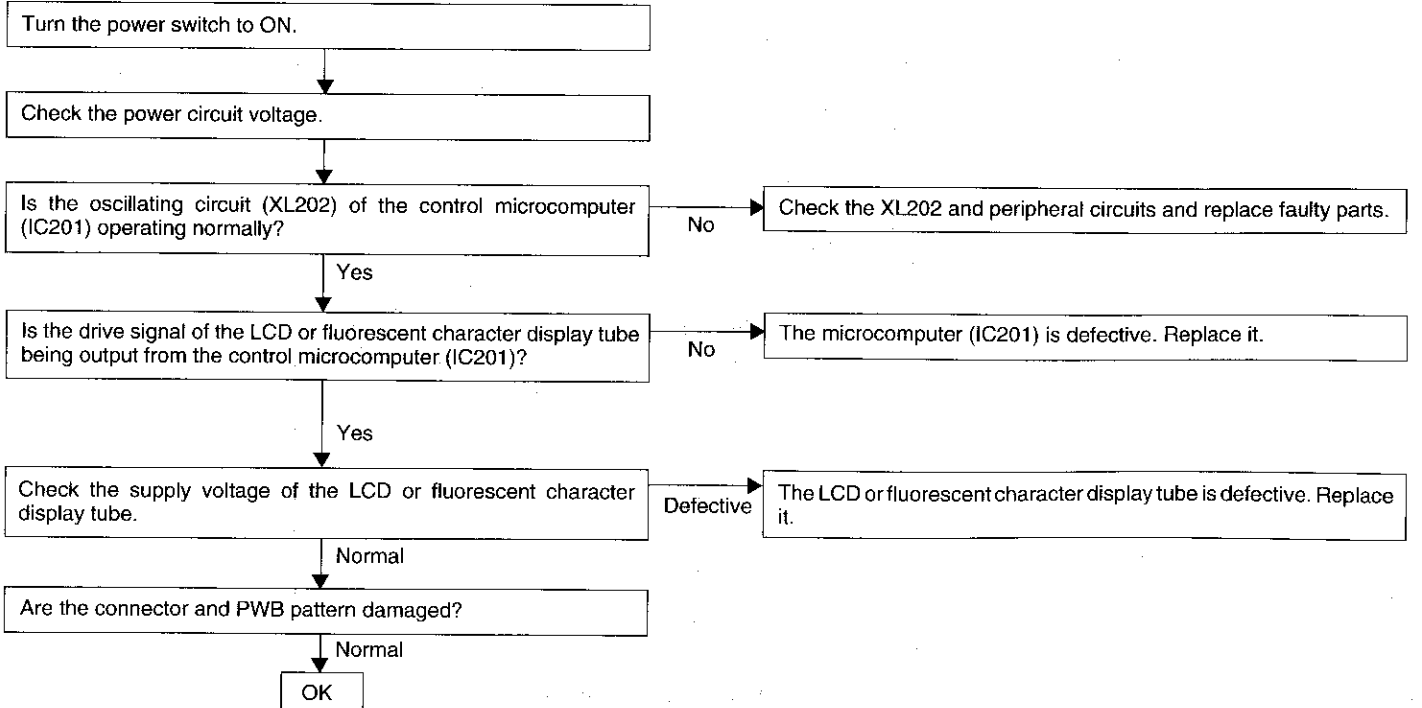 Turn the power switch to ON.
Check the power circuit voltage.
Is the oscillating circuit (XL202) of the control microcomputer
(IC201) operating normally?
No
Check the XL202 and peripheral circuits and replace faulty parts.
Yes
Is the drive signal of the LCD or fluorescent character display tube
being output from the control microcomputer (IC201)?
No
The microcomputer (IC201) is defective. Replace it.
Yes
Check the supply voltage of the LCD or fluorescent character
display tube.
Defective
The LCD or fluorescent character display tube is defective. Replace
it.
Normal
Are the connector and PWB pattern damaged?
Normal
OK